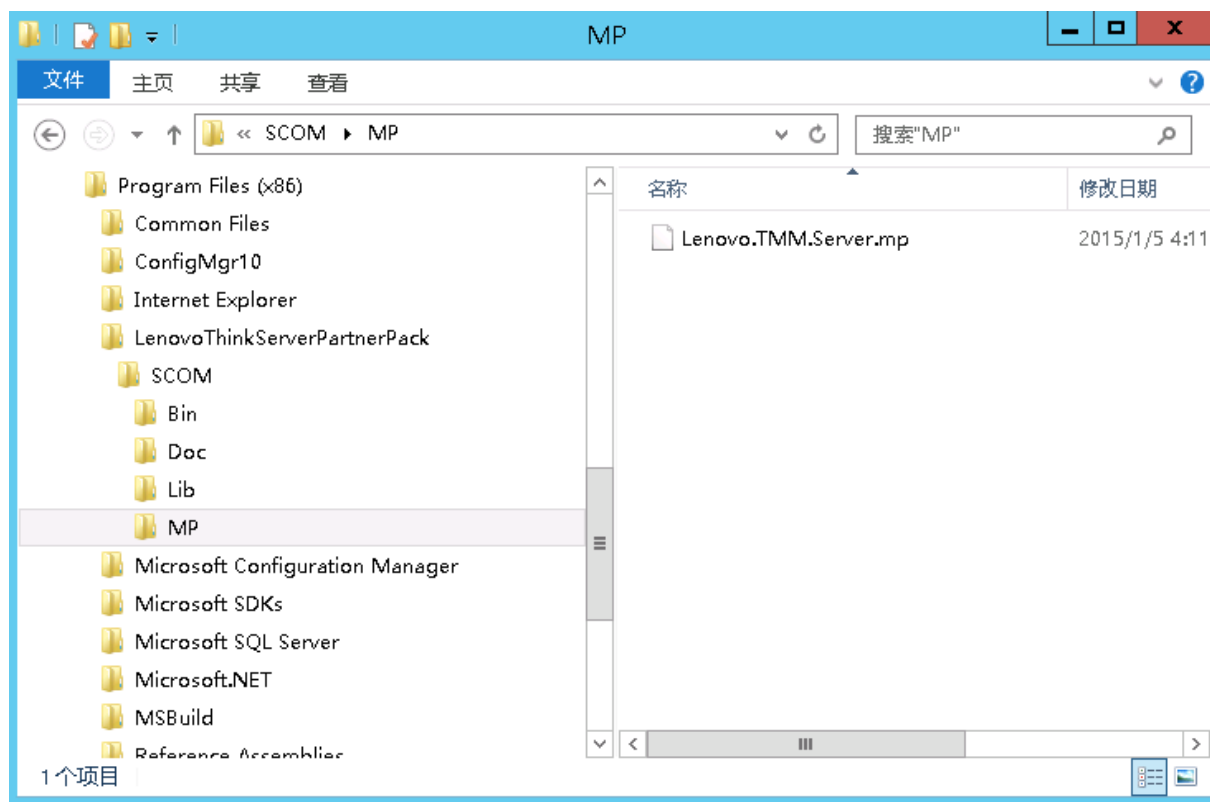 MP
文件 主页 共享 查看
« SCOM MP
搜索"MP"
Program Files (x86)
Common Files
ConfigMgr10
Internet Explorer
LenovoThinkServerPartnerPack
SCOM
Bin
Doc
Lib
MP
Microsoft Configuration Manager
Microsoft SDKs
Microsoft SQL Server
Microsoft.NET
MSBuild
Reference Assemblies
名称 修改日期
Lenovo.TMM.Server.mp 2015/1/5 4:11
1个项目